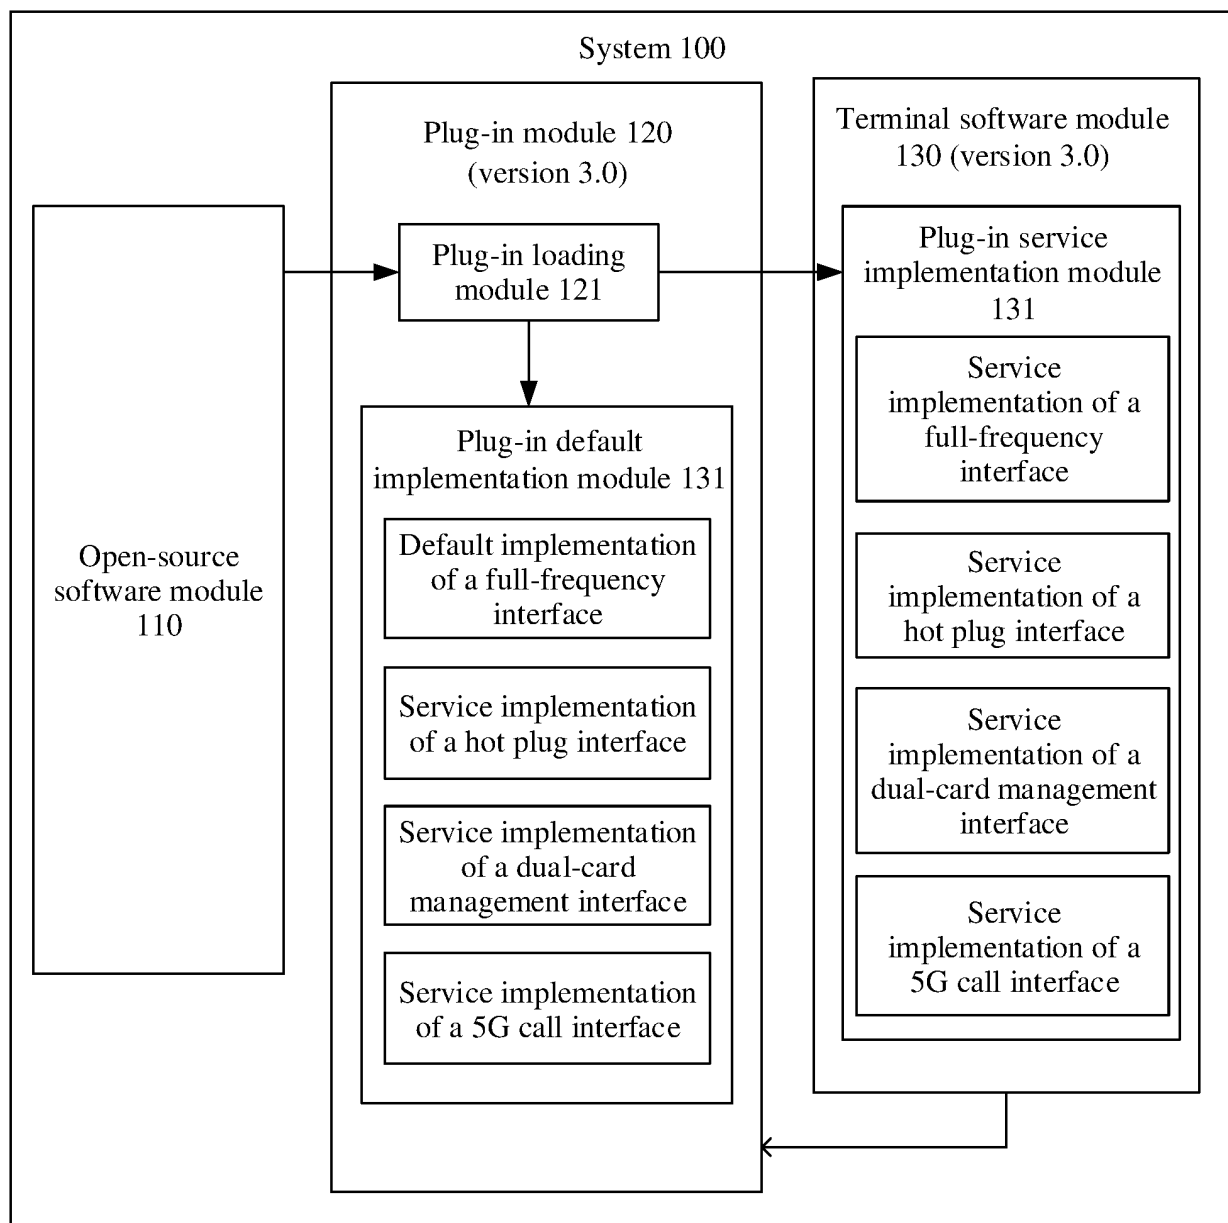 System 100
Plug-in module 120
(version 3.0)
Terminal software module
130 (version 3.0)
Open-source
software module
110
Plug-in loading
module 121
Plug-in default
implementation module 131
Default implementation
of a full-frequency
interface
Service implementation
of a hot plug interface
Service implementation
of a dual-card
management interface
Service implementation
of a 5G call interface
Plug-in service
implementation module
131
Service
implementation of a
full-frequency
interface
Service
implementation of a
hot plug interface
Service
implementation of a
dual-card management
interface
Service
implementation of a
5G call interface